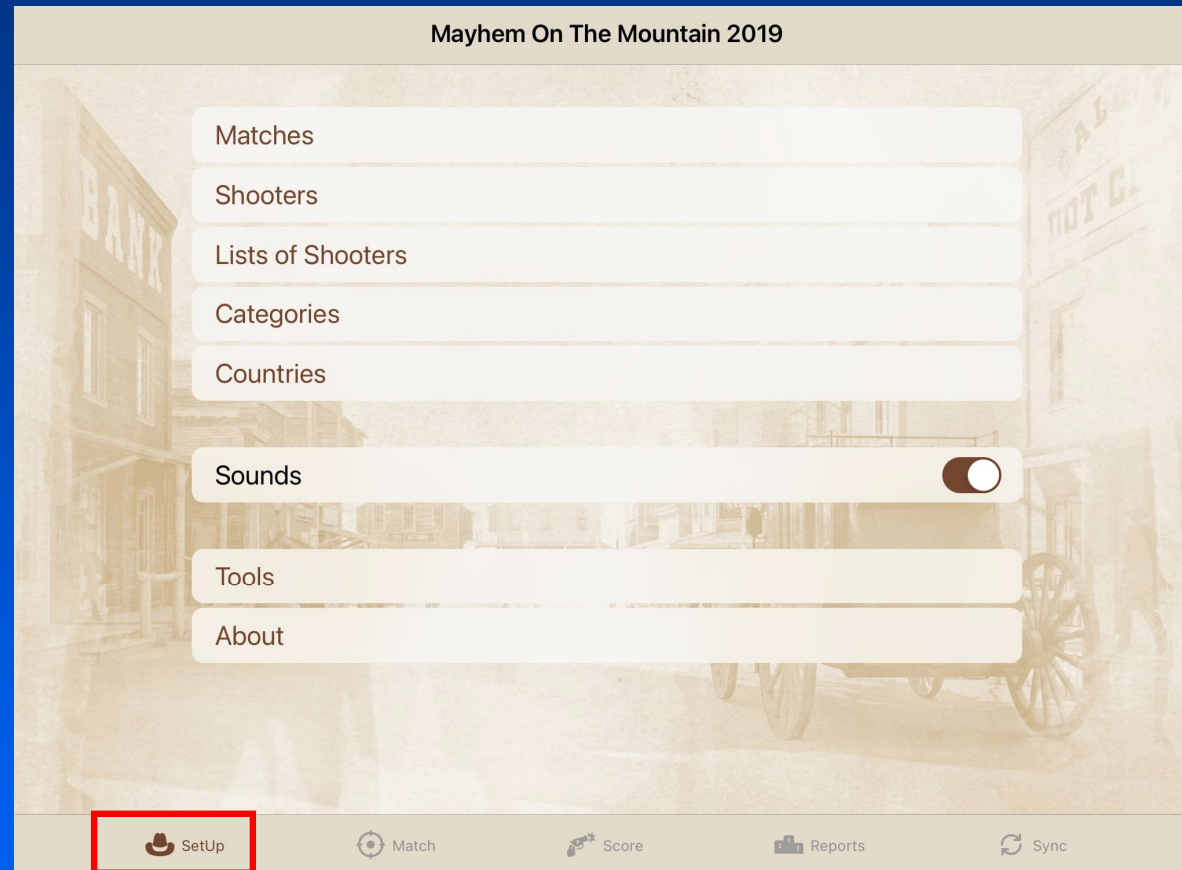 Mayhem On The Mountain 2019
Matches
Shooters
Lists of Shooters
Categories
Countries
Sounds
Tools
About
BANK
SetUp
Match
Score
Reports
Sync